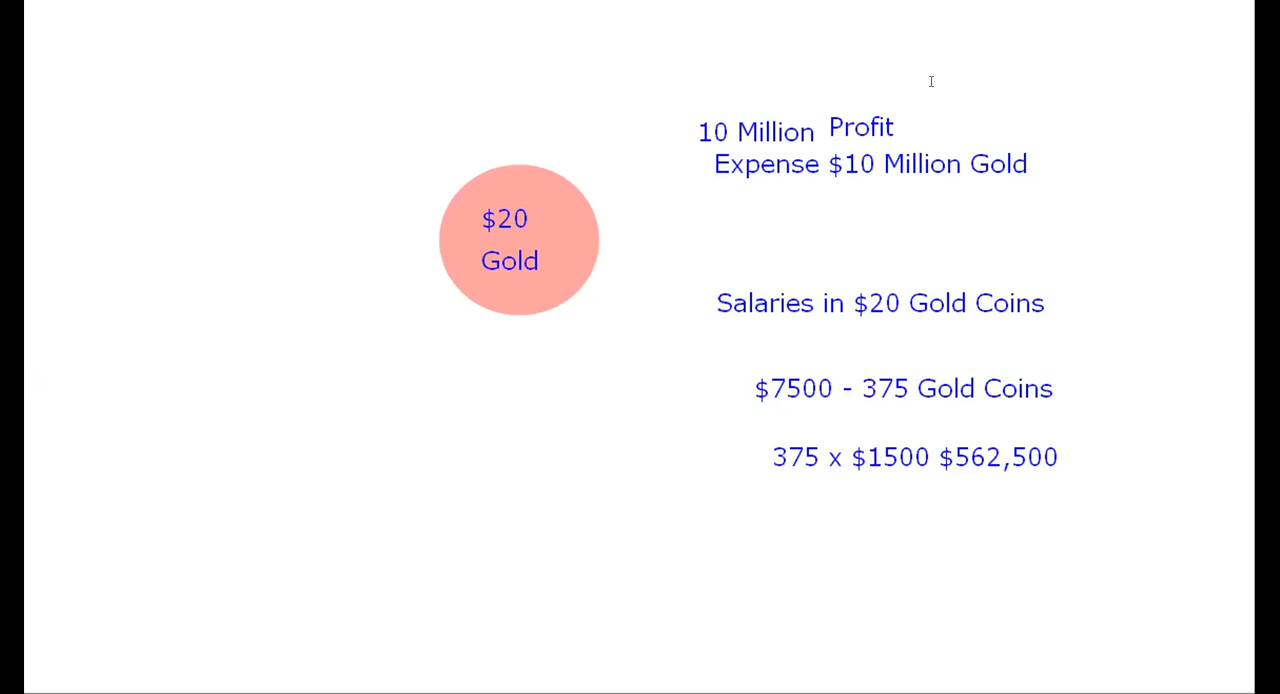 10 Million Profit
Expense $10 Million Gold
$20
Gold
Salaries in $20 Gold Coins
$7500 - 375 Gold Coins
375 x $1500 $562,500